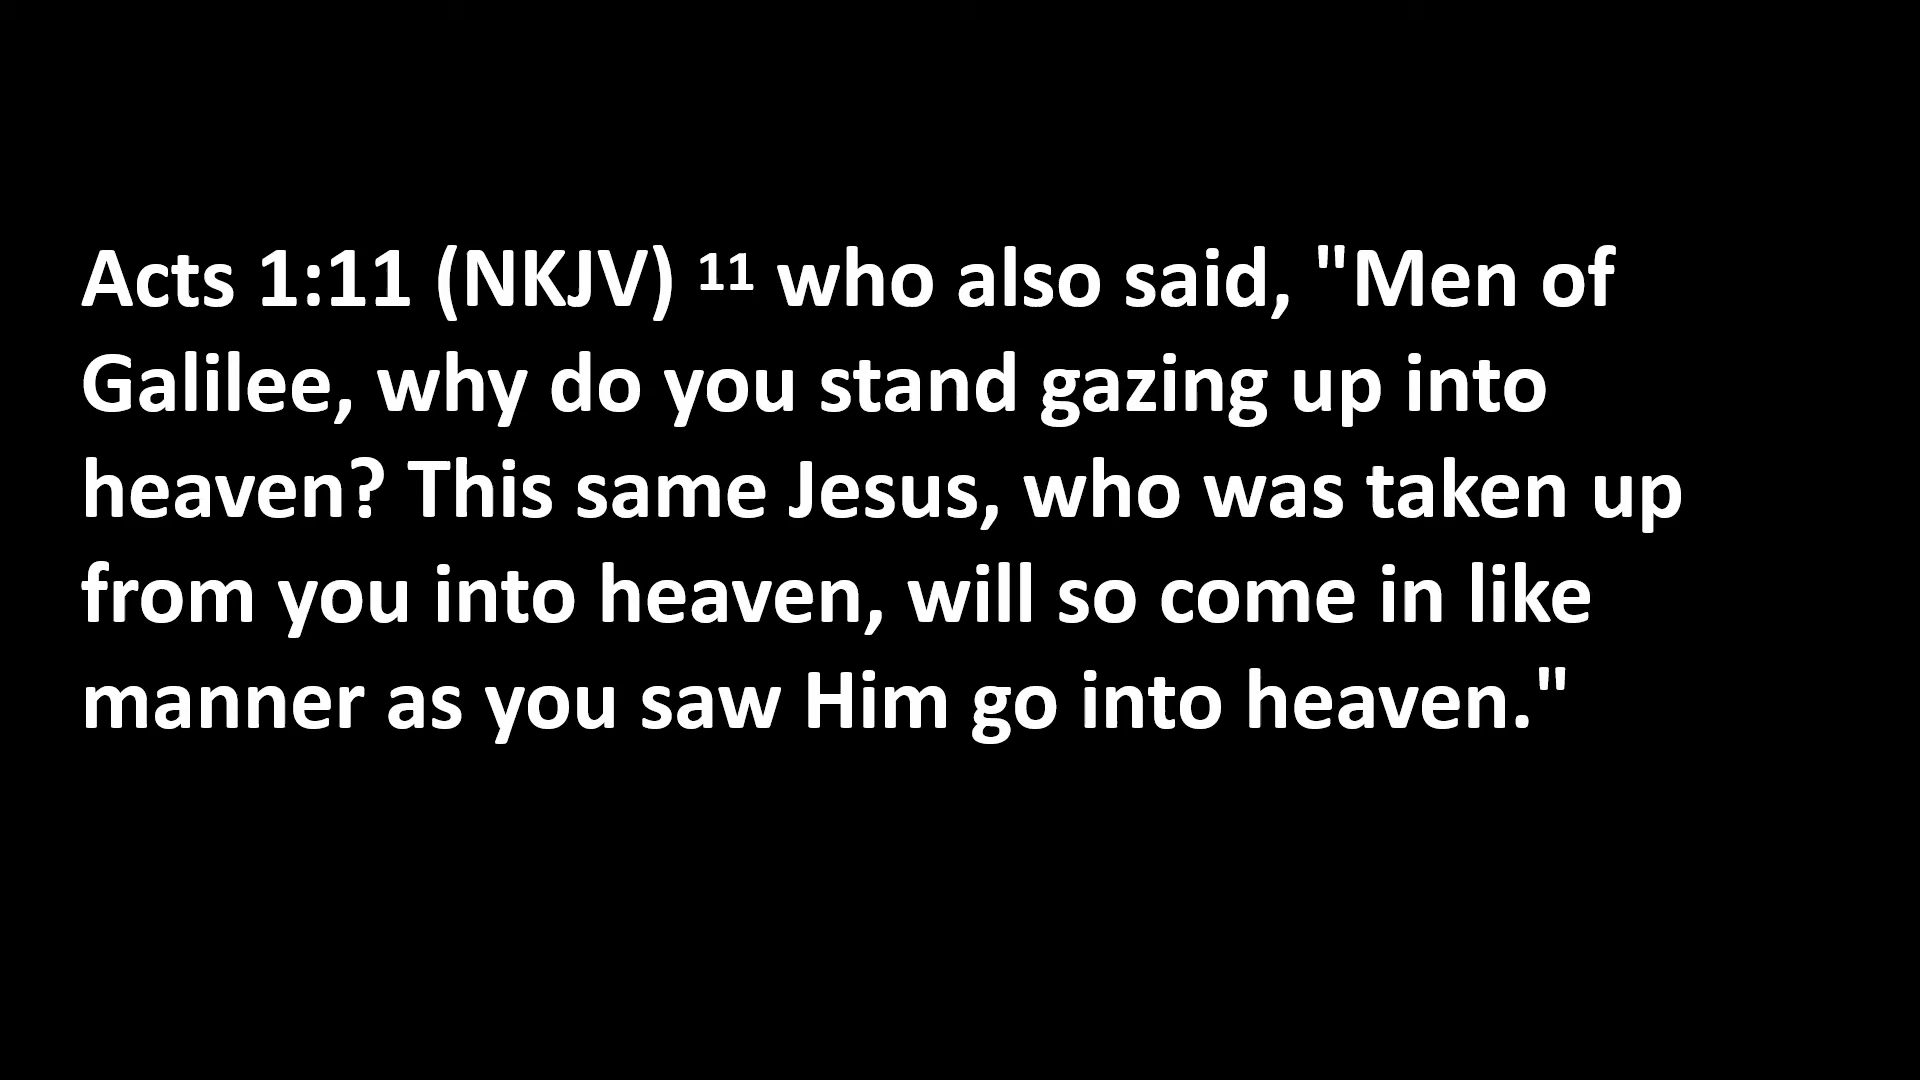 Acts 1:11 (NKJV) 11 who also said, "Men of
Galilee, why do you stand gazing up into
heaven? This same Jesus, who was taken up
from you into heaven, will so come in like
manner as you saw Him go into heaven."